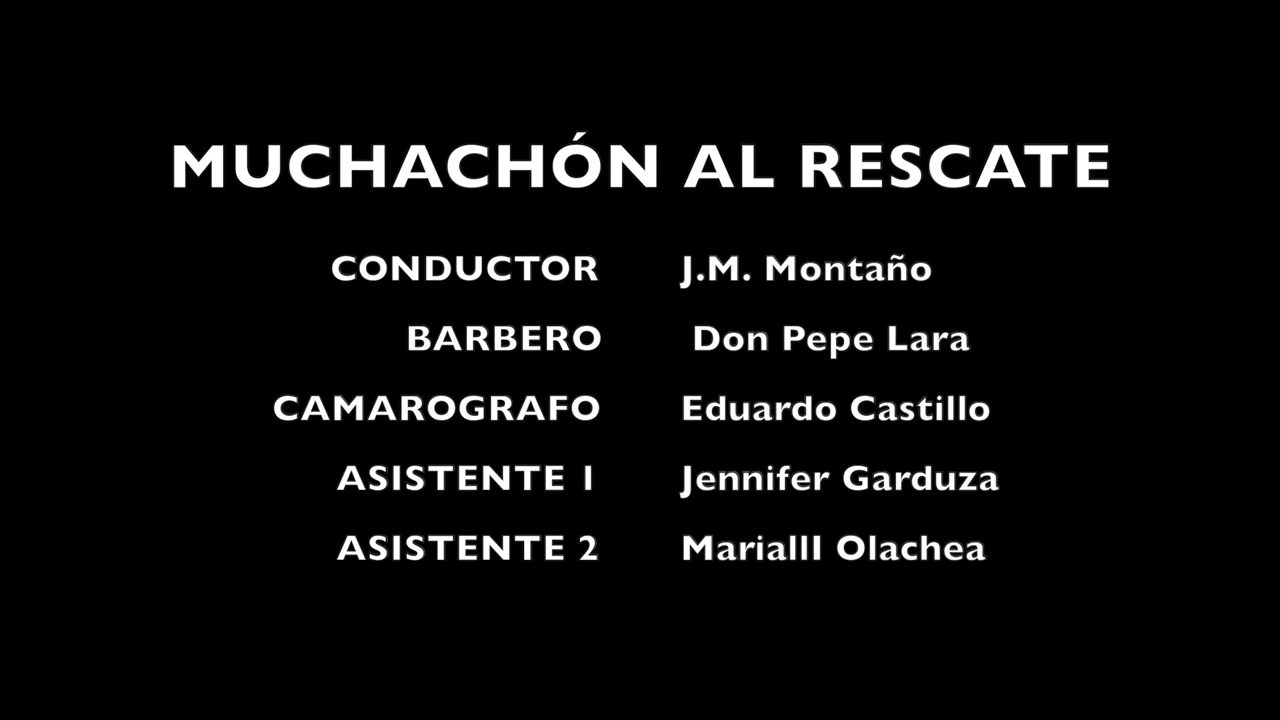 MUCHACHÓN AL RESCATE
CONDUCTOR J.M. Montaño
BARBERO Don Pepe Lara
CAMAROGRAFO Eduardo Castillo
ASISTENTE 1 Jennifer Garduza
ASISTENTE 2 MariallI Olachea